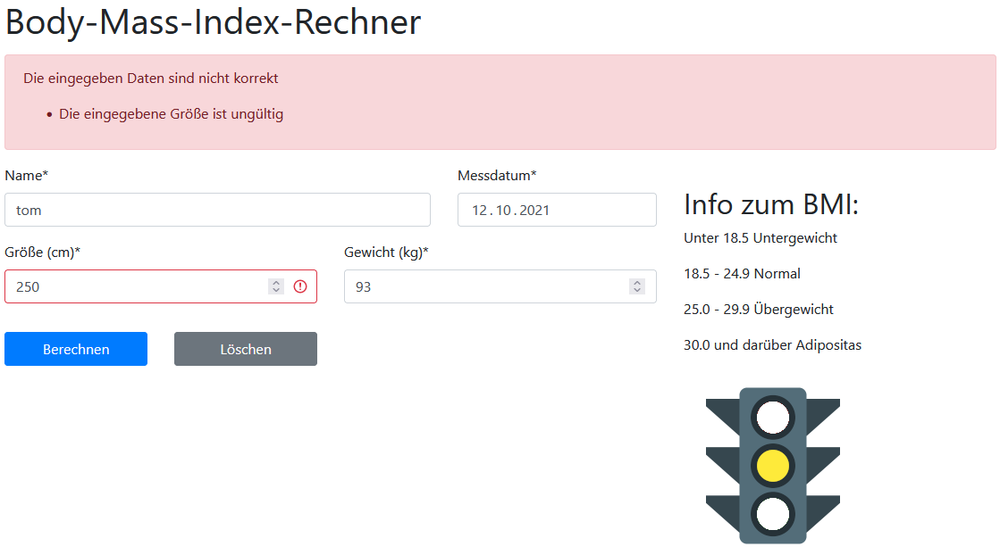 Body-Mass-Index-Rechner
Die eingegeben Daten sind nicht korrekt
• Die eingegebene Größe ist ungültig
Name*
Messdatum*
tom
12.10.2021
Größe (cm)*
Gewicht (kg)*
250
93
Berechnen
Löschen
Info zum BMI:
Unter 18.5 Untergewicht
18.5 - 24.9 Normal
25.0 - 29.9 Übergewicht
30.0 und darüber Adipositas